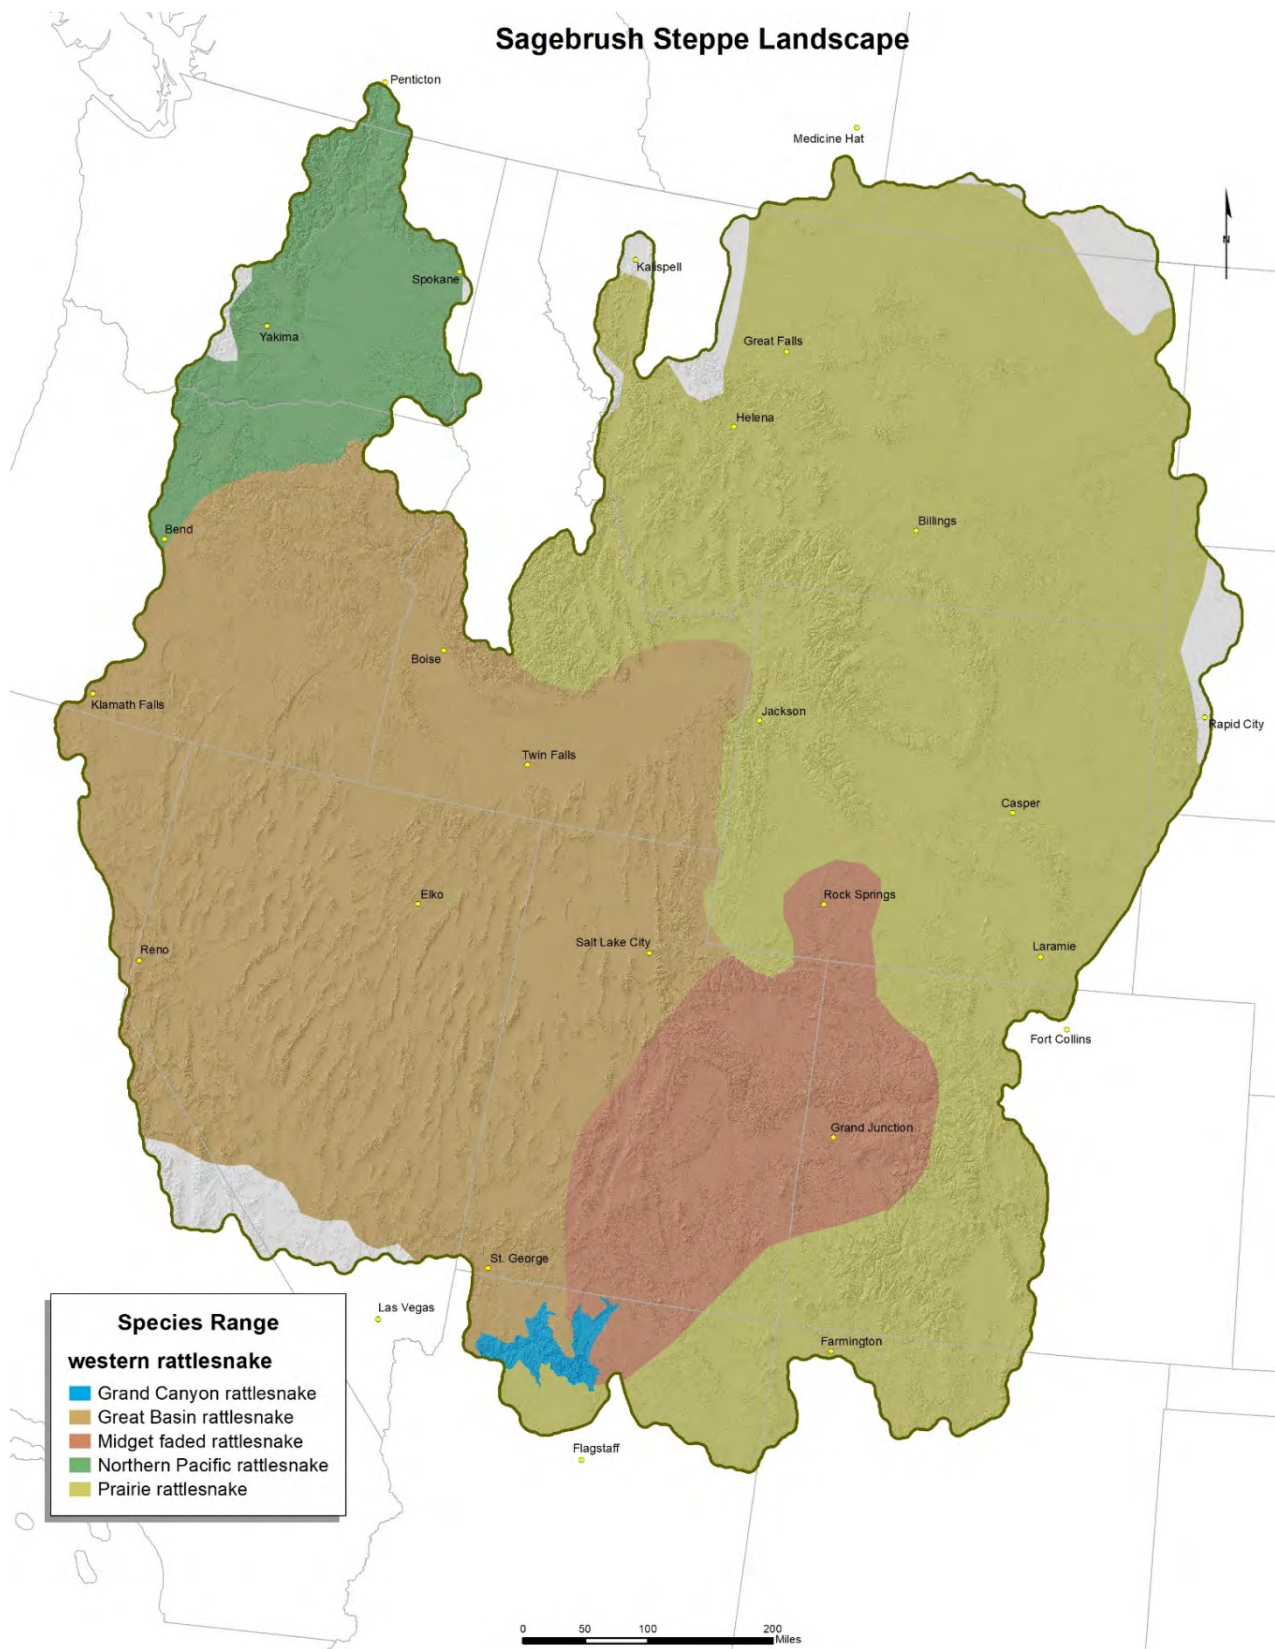 Sagebrush Steppe Landscape
Penticton
Medicine Hat
N
Kalispell
Spokane
Yakima
Great Falls
Helena
Billings
Bend
Boise
Klamath Falls
Jackson
Rapid City
Twin Falls
Casper
Elko
Rock Springs
Salt Lake City
Reno
Laramie
Fort Collins
Grand Junction
St. George
Las Vegas
Farmington
Flagstaff
Species Range
western rattlesnake
Grand Canyon rattlesnake
Great Basin rattlesnake
Midget faded rattlesnake
Northern Pacific rattlesnake
Prairie rattlesnake
0 50 100 200
Miles